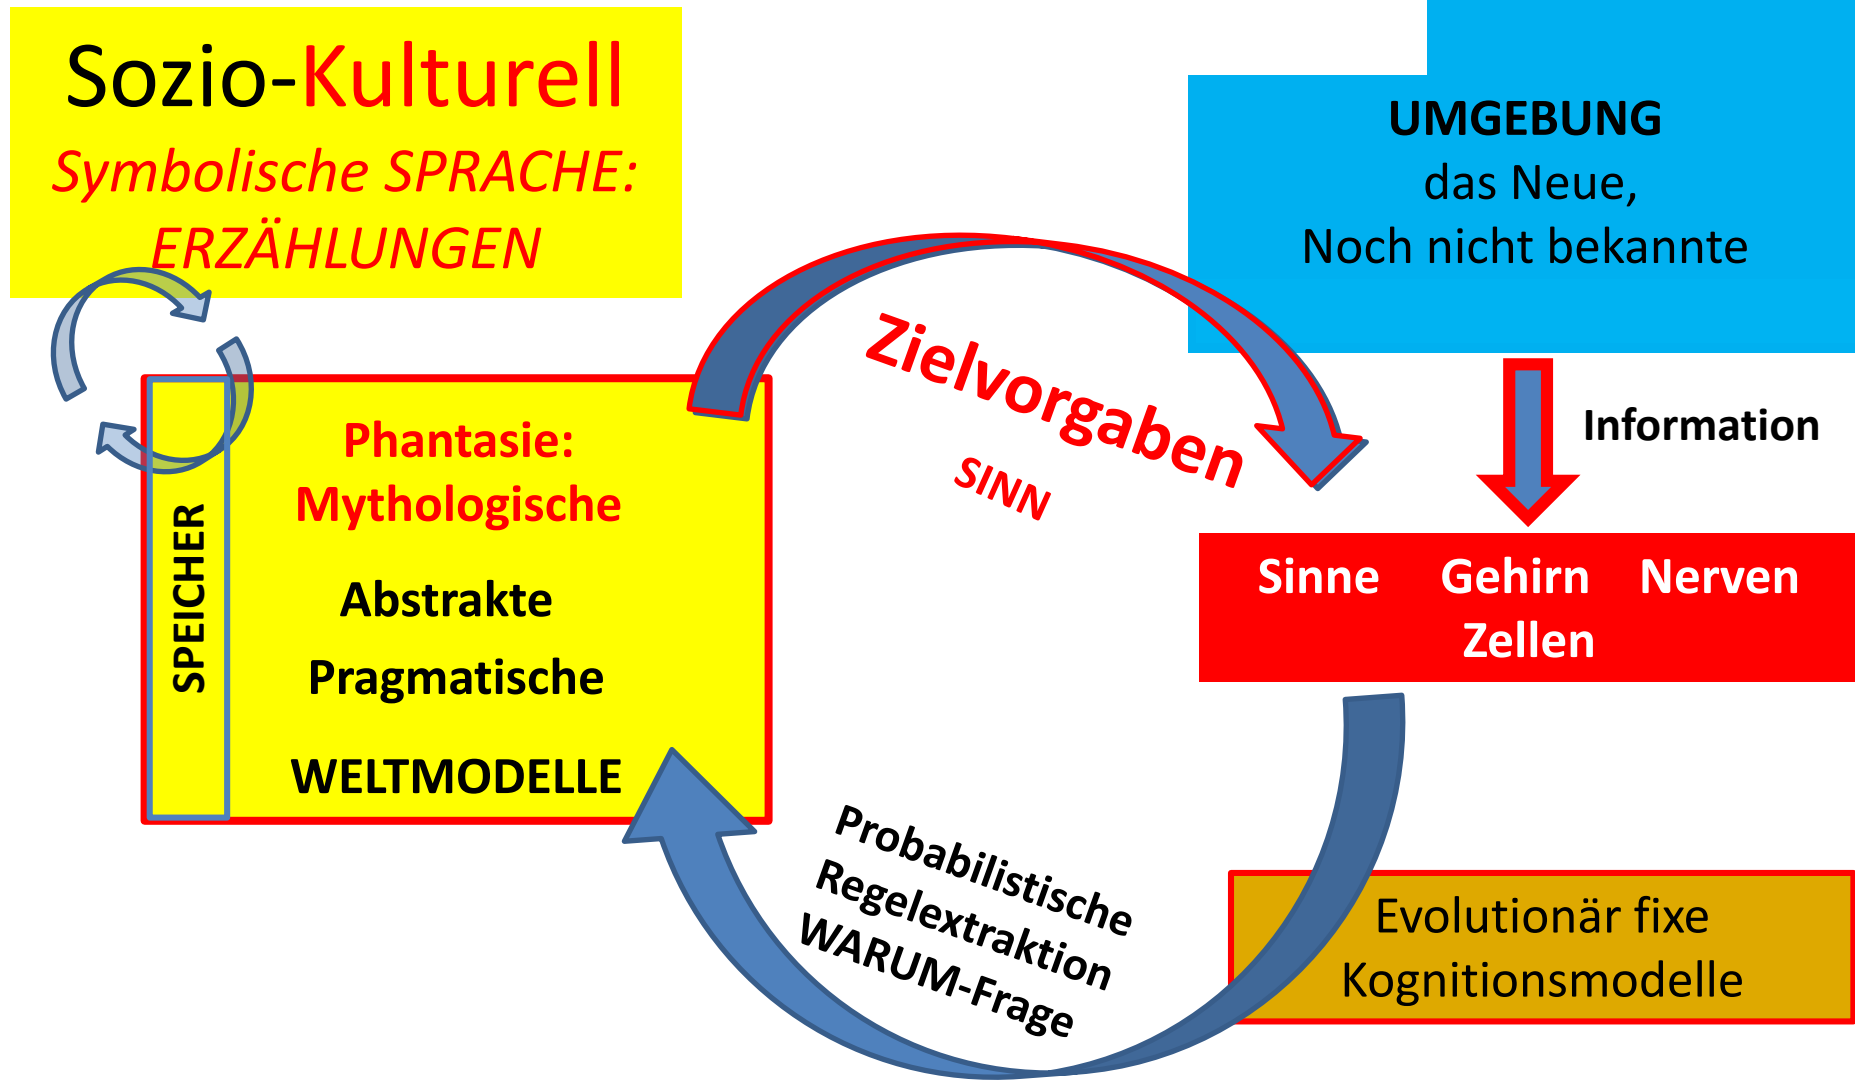 Sozio-Kulturell
Symbolische SPRACHE:
ERZÄHLUNGEN
UMGEBUNG
das Neue,
Noch nicht bekannte
Zielvorgaben
SINN
Information
SPEICHER
Phantasie:
Mythologische
Abstrakte
Pragmatische
WELTMODELLE
Sinne Gehirn Nerven
Zellen
Probabilistische
Regelextraktion
WARUM-Frage
Evolutionär fixe
Kognitionsmodelle